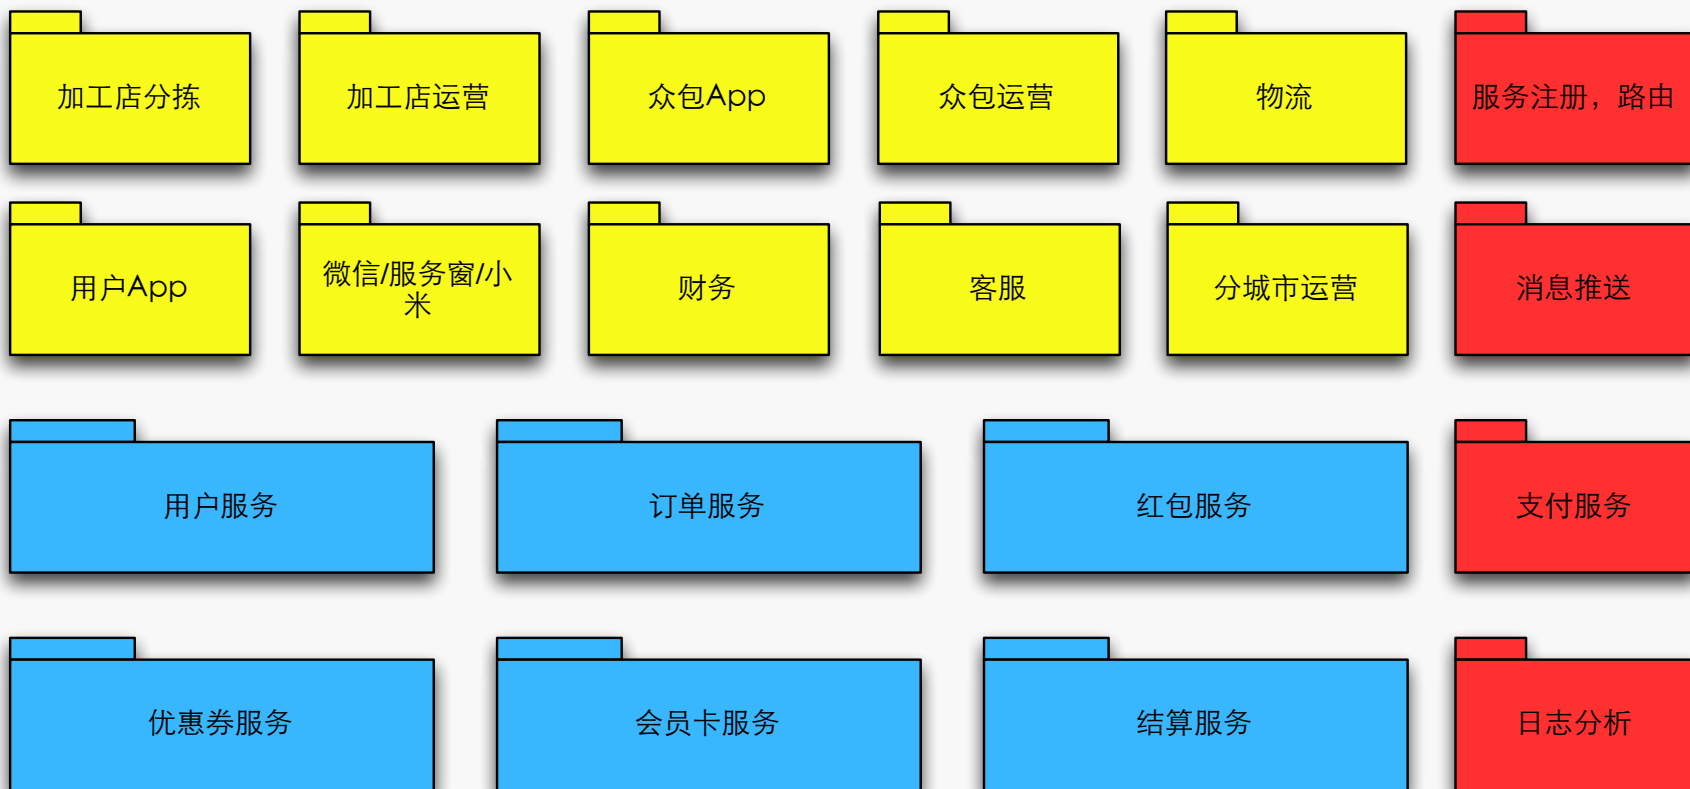 加工店分拣
加工店运营
众包App
众包运营
物流
服务注册，路由
用户App
微信/服务窗/小
米
财务
客服
分城市运营
消息推送
用户服务
订单服务
红包服务
支付服务
优惠券服务
会员卡服务
结算服务
日志分析